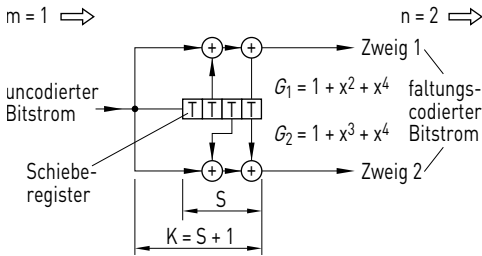 m = 1
n = 2
Zweig 1
uncodierter
Bitstrom
T T T T
G₁ = 1 + x² + x⁴
G₂ = 1 + x³ + x⁴
faltungs-
codierter
Bitstrom
Schiebe-
register
Zweig 2
S
K = S + 1